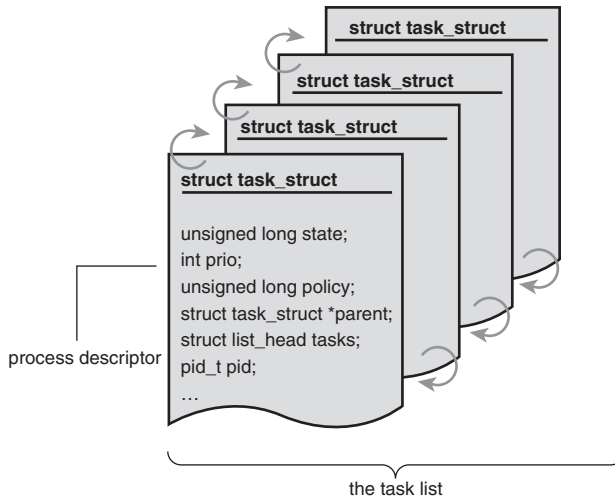 struct task_struct
struct task_struct
struct task_struct
struct task_struct
unsigned long state;
int prio;
unsigned long policy;
struct task_struct *parent;
struct list_head tasks;
pid_t pid;
…
process descriptor
the task list